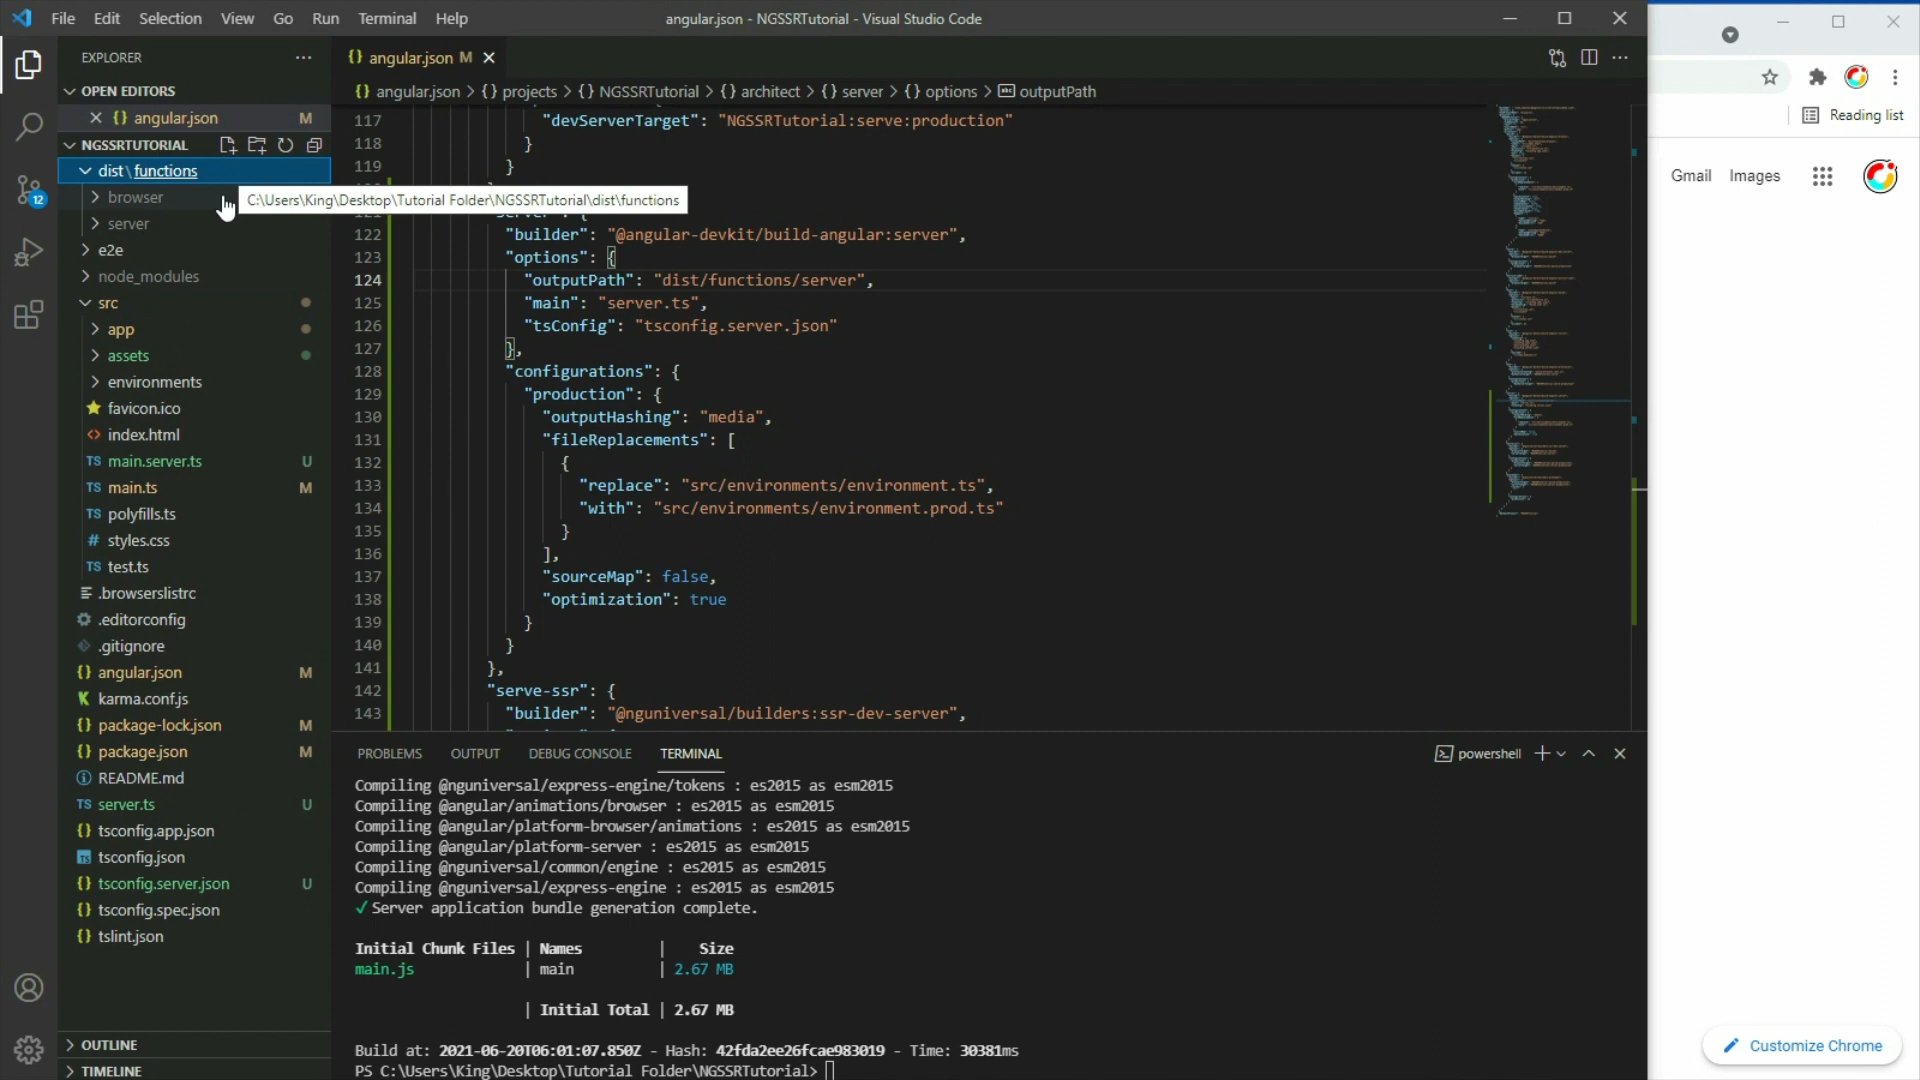 File Edit Selection View Go Run Terminal Help
angular.json - NGSSRTutorial - Visual Studio Code
EXPLORER
OPEN EDITORS
angular.json M
NGSSRTUTORIAL
dist\functions
browser
server
e2e
node_modules
src
app
assets
environments
favicon.ico
index.html
main.server.ts U
main.ts M
polyfills.ts
styles.css
test.ts
.browserslistrc
.editorconfig
.gitignore
angular.json M
karma.conf.js
package-lock.json M
package.json M
README.md
server.ts U
tsconfig.app.json
tsconfig.json
tsconfig.server.json U
tsconfig.spec.json
tslint.json
OUTLINE
TIMELINE
12
C:\Users\King\Desktop\Tutorial Folder\NGSSRTutorial\dist\functions
angular.json M
angular.json > projects > NGSSRTutorial > architect > server > options > outputPath
117 "devServerTarget": "NGSSRTutorial:serve:production"
118 }
119 }
122 "builder": "@angular-devkit/build-angular:server",
123 "options": {
124 "outputPath": "dist/functions/server",
125 "main": "server.ts",
126 "tsConfig": "tsconfig.server.json"
127 },
128 "configurations": {
129 "production": {
130 "outputHashing": "media",
131 "fileReplacements": [
132 {
133 "replace": "src/environments/environment.ts",
134 "with": "src/environments/environment.prod.ts"
135 }
136 ],
137 "sourceMap": false,
138 "optimization": true
139 }
140 }
141 },
142 "serve-ssr": {
143 "builder": "@nguniversal/builders:ssr-dev-server",
PROBLEMS OUTPUT DEBUG CONSOLE TERMINAL
powershell
Compiling @nguniversal/express-engine/tokens : es2015 as esm2015
Compiling @angular/animations/browser : es2015 as esm2015
Compiling @angular/platform-browser/animations : es2015 as esm2015
Compiling @angular/platform-server : es2015 as esm2015
Compiling @nguniversal/common/engine : es2015 as esm2015
Compiling @nguniversal/express-engine : es2015 as esm2015
✓ Server application bundle generation complete.
Initial Chunk Files | Names | Size
main.js | main | 2.67 MB
| Initial Total | 2.67 MB
Build at: 2021-06-20T06:01:07.850Z - Hash: 42fda2ee26fcae983019 - Time: 30381ms
PS C:\Users\King\Desktop\Tutorial Folder\NGSSRTutorial>
Reading list
Gmail Images
Customize Chrome